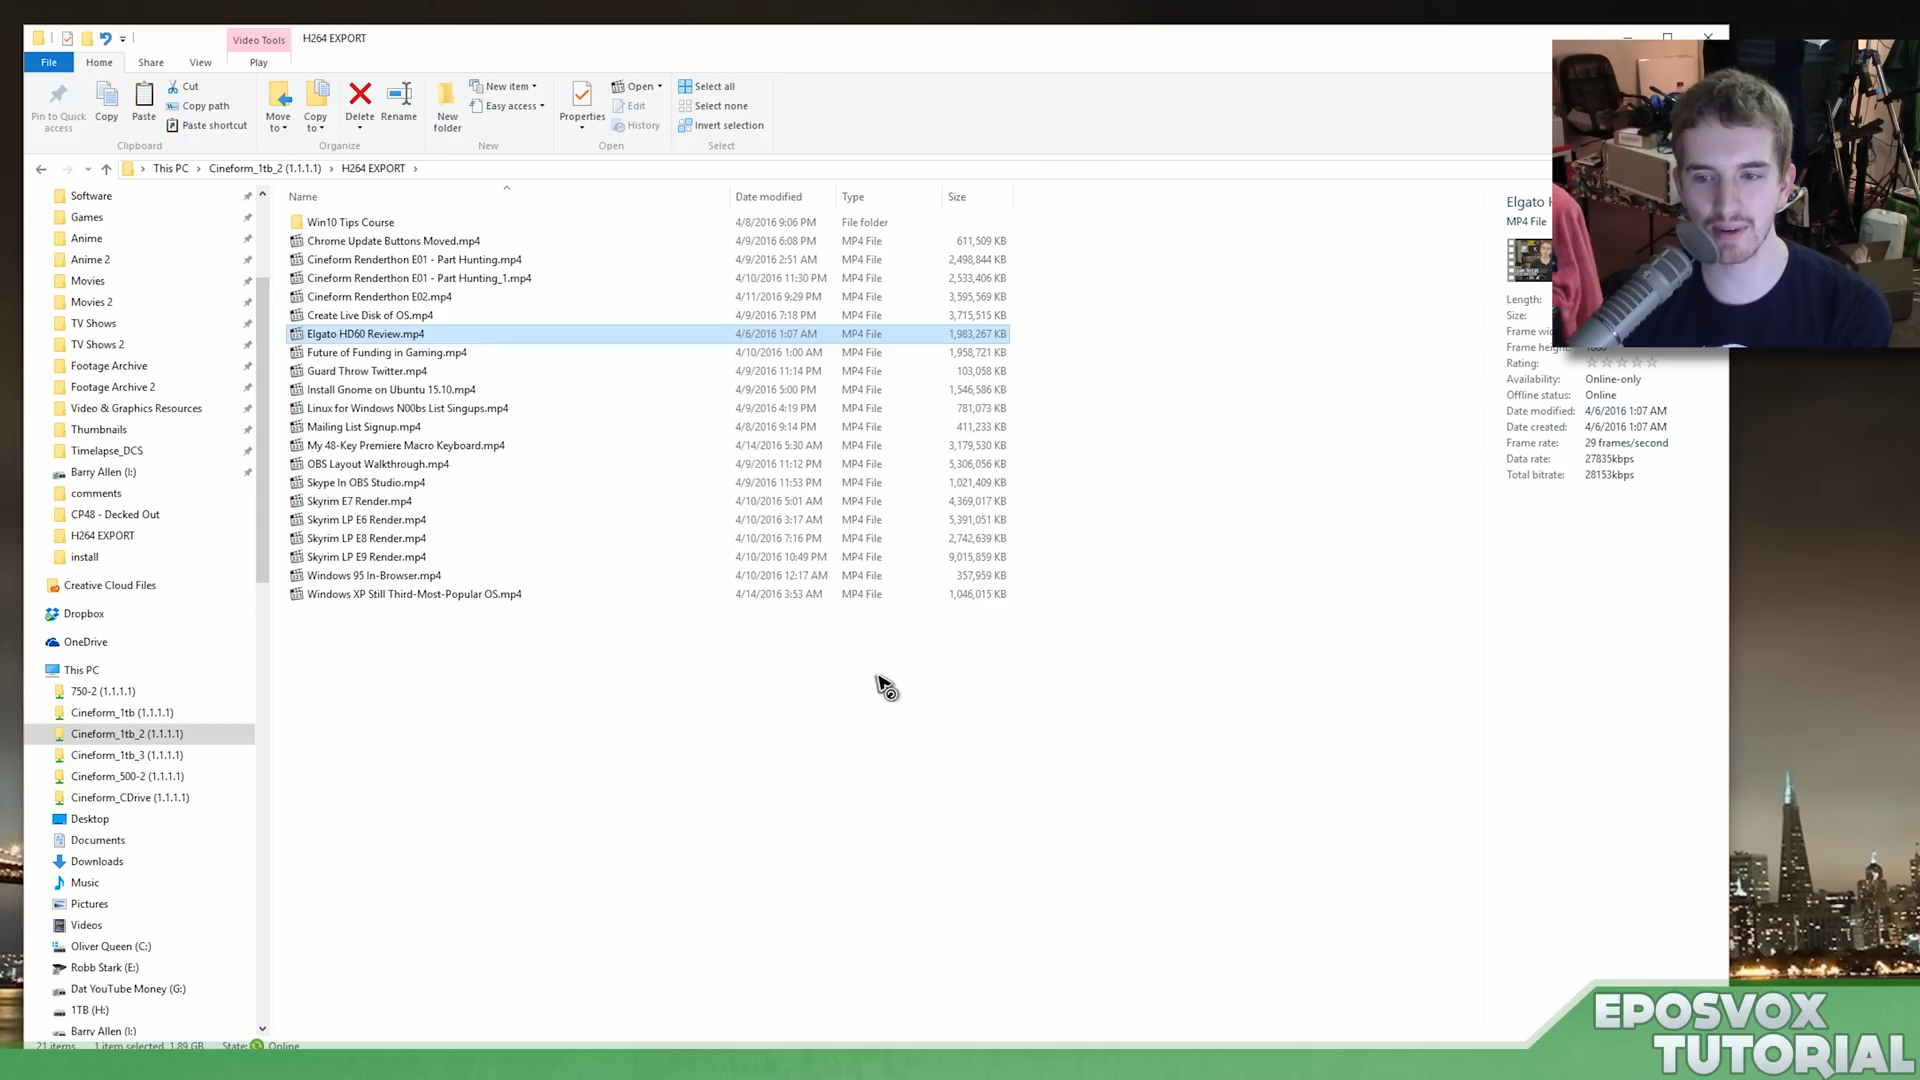 Video Tools
H264 EXPORT
File
Home
Share
View
Play
Pin to Quick access
Copy
Paste
Cut
Copy path
Paste shortcut
Clipboard
Move to
Copy to
Delete
Rename
Organize
New folder
New item
Easy access
New
Properties
Open
Edit
History
Open
Select all
Select none
Invert selection
Select
This PC > Cineform_1tb_2 (1.1.1.1) > H264 EXPORT >
Software
Games
Anime
Anime 2
Movies
Movies 2
TV Shows
TV Shows 2
Footage Archive
Footage Archive 2
Video & Graphics Resources
Thumbnails
Timelapse_DCS
Barry Allen (I:)
comments
CP48 - Decked Out
H264 EXPORT
install
Creative Cloud Files
Dropbox
OneDrive
This PC
750-2 (1.1.1.1)
Cineform_1tb (1.1.1.1)
Cineform_1tb_2 (1.1.1.1)
Cineform_1tb_3 (1.1.1.1)
Cineform_500-2 (1.1.1.1)
Cineform_CDrive (1.1.1.1)
Desktop
Documents
Downloads
Music
Pictures
Videos
Oliver Queen (C:)
Robb Stark (E:)
Dat YouTube Money (G:)
1TB (H:)
Barry Allen (I:)
Name Date modified Type Size
Win10 Tips Course 4/8/2016 9:06 PM File folder
Chrome Update Buttons Moved.mp4 4/9/2016 6:08 PM MP4 File 611,509 KB
Cineform Renderthon E01 - Part Hunting.mp4 4/9/2016 2:51 AM MP4 File 2,498,844 KB
Cineform Renderthon E01 - Part Hunting_1.mp4 4/10/2016 11:30 PM MP4 File 2,533,406 KB
Cineform Renderthon E02.mp4 4/11/2016 9:29 PM MP4 File 3,595,569 KB
Create Live Disk of OS.mp4 4/9/2016 7:18 PM MP4 File 3,715,515 KB
Elgato HD60 Review.mp4 4/6/2016 1:07 AM MP4 File 1,983,267 KB
Future of Funding in Gaming.mp4 4/10/2016 1:00 AM MP4 File 1,958,721 KB
Guard Throw Twitter.mp4 4/9/2016 11:14 PM MP4 File 103,058 KB
Install Gnome on Ubuntu 15.10.mp4 4/9/2016 5:00 PM MP4 File 1,546,586 KB
Linux for Windows N00bs List Singups.mp4 4/9/2016 4:19 PM MP4 File 781,073 KB
Mailing List Signup.mp4 4/8/2016 9:14 PM MP4 File 411,233 KB
My 48-Key Premiere Macro Keyboard.mp4 4/14/2016 5:30 AM MP4 File 3,179,530 KB
OBS Layout Walkthrough.mp4 4/9/2016 11:12 PM MP4 File 5,306,056 KB
Skype In OBS Studio.mp4 4/9/2016 11:53 PM MP4 File 1,021,409 KB
Skyrim E7 Render.mp4 4/10/2016 5:01 AM MP4 File 4,369,017 KB
Skyrim LP E6 Render.mp4 4/10/2016 3:17 AM MP4 File 5,391,051 KB
Skyrim LP E8 Render.mp4 4/10/2016 7:16 PM MP4 File 2,742,639 KB
Skyrim LP E9 Render.mp4 4/10/2016 10:49 PM MP4 File 9,015,859 KB
Windows 95 In-Browser.mp4 4/10/2016 12:17 AM MP4 File 357,959 KB
Windows XP Still Third-Most-Popular OS.mp4 4/14/2016 3:53 AM MP4 File 1,046,015 KB
Elgato
MP4 File
Length:
Size:
Frame
Frame
Rating:
Availability: Online-only
Offline status: Online
Date modified: 4/6/2016 1:07 AM
Date created: 4/6/2016 1:07 AM
Frame rate: 29 frames/second
Data rate: 27835kbps
Total bitrate: 28153kbps
21 items 1 item selected 1.89 GB State: Online
EPOSVOX
TUTORIAL